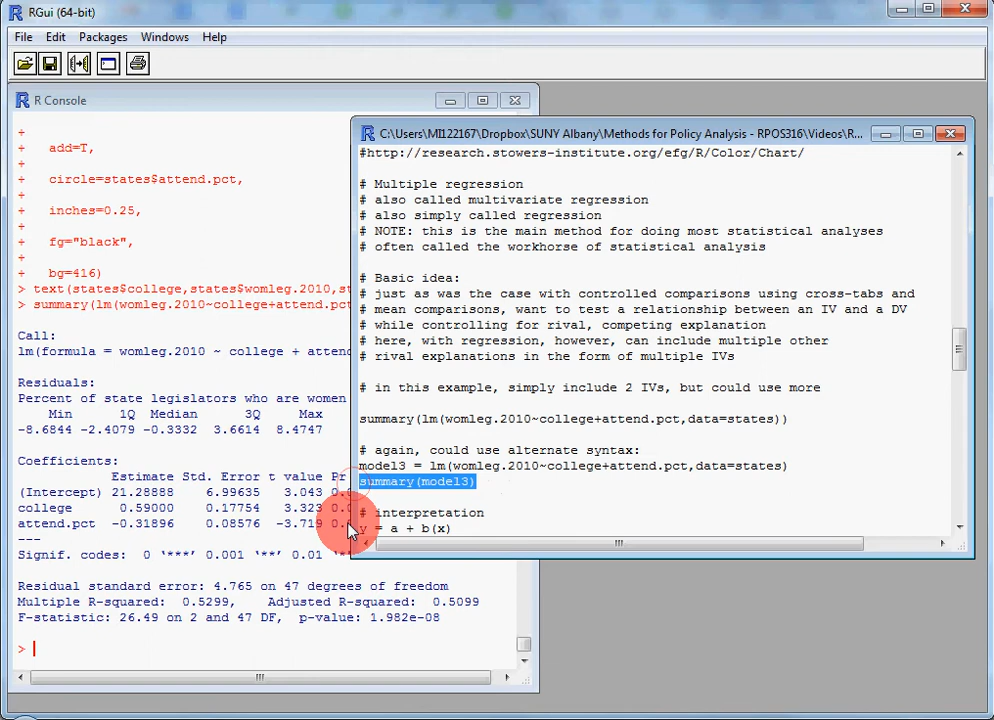 RGui (64-bit)
File Edit Packages Windows Help
R Console
+
+ add=T,
+
+ circle=states$attend.pct,
+
+ inches=0.25,
+
+ fg="black",
+
+ bg=416)
> text(states$college,states$womleg.2010,st
> summary(lm(womleg.2010~college+attend.pct
Call:
lm(formula = womleg.2010 ~ college + attend
Residuals:
Percent of state legislators who are women
Min 1Q Median 3Q Max
-8.6844 -2.4079 -0.3332 3.6614 8.4747
Coefficients:
Estimate Std. Error t value Pr
(Intercept) 21.28888 6.99635 3.043 0.0
college 0.59000 0.17754 3.323 0.0
attend.pct -0.31896 0.08576 -3.719 0.0
---
Signif. codes: 0 ‘***’ 0.001 ‘**’ 0.01 ‘*
Residual standard error: 4.765 on 47 degrees of freedom
Multiple R-squared: 0.5299, Adjusted R-squared: 0.5099
F-statistic: 26.49 on 2 and 47 DF, p-value: 1.982e-08
>
C:\Users\MI122167\Dropbox\SUNY Albany\Methods for Policy Analysis - RPOS316\Videos\R...
#http://research.stowers-institute.org/efg/R/Color/Chart/
# Multiple regression
# also called multivariate regression
# also simply called regression
# NOTE: this is the main method for doing most statistical analyses
# often called the workhorse of statistical analysis
# Basic idea:
# just as was the case with controlled comparisons using cross-tabs and
# mean comparisons, want to test a relationship between an IV and a DV
# while controlling for rival, competing explanation
# here, with regression, however, can include multiple other
# rival explanations in the form of multiple IVs
# in this example, simply include 2 IVs, but could use more
summary(lm(womleg.2010~college+attend.pct,data=states))
# again, could use alternate syntax:
model3 = lm(womleg.2010~college+attend.pct,data=states)
summary(model3)
# interpretation
y = a + b(x)